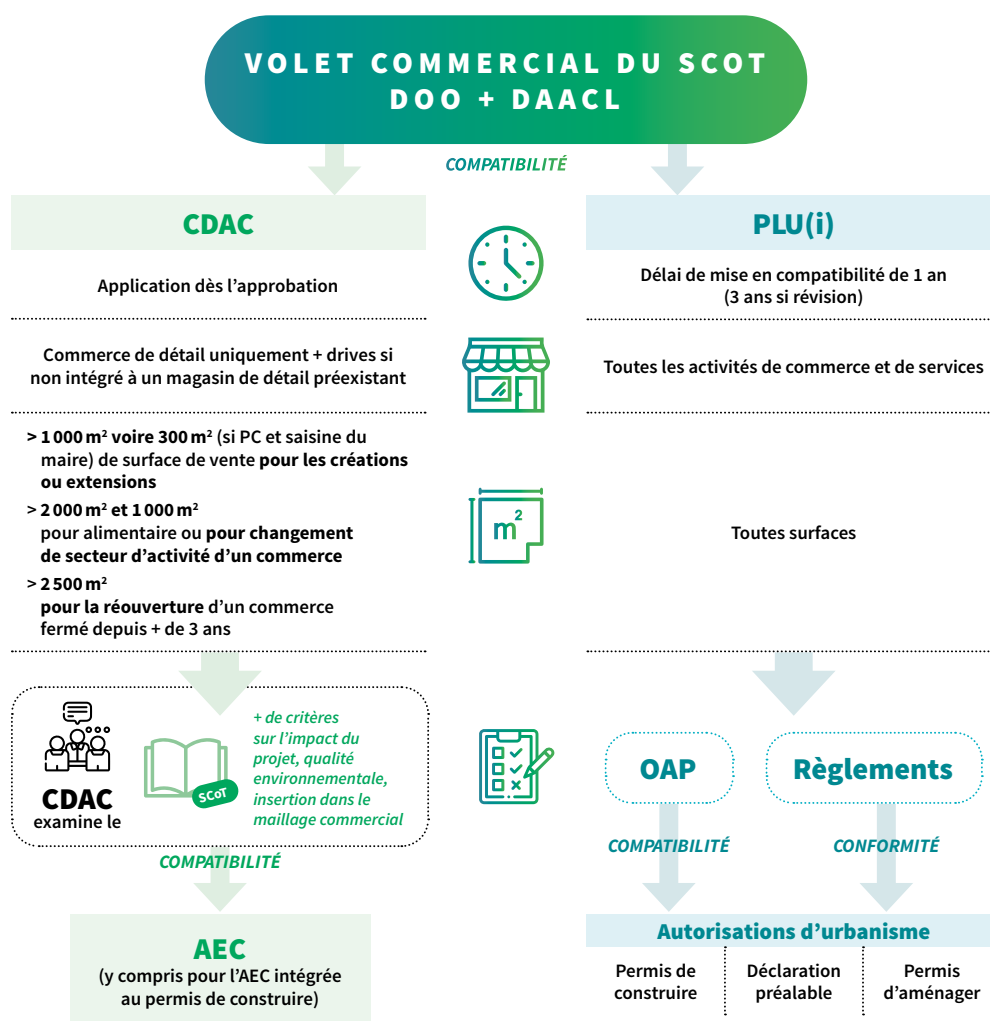 VOLET COMMERCIAL DU SCOT
DOO + DAACL
COMPATIBILITÉ
CDAC
Application dès l’approbation
Commerce de détail uniquement + drives si
non intégré à un magasin de détail préexistant
> 1 000 m² voire 300 m² (si PC et saisine du
maire) de surface de vente pour les créations
ou extensions
> 2 000 m² et 1 000 m²
pour alimentaire ou pour changement
de secteur d’activité d’un commerce
> 2 500 m²
pour la réouverture d’un commerce
fermé depuis + de 3 ans
m²
PLU(i)
Délai de mise en compatibilité de 1 an
(3 ans si révision)
Toutes les activités de commerce et de services
Toutes surfaces
CDAC
examine le
SCoT
+ de critères
sur l’impact du
projet, qualité
environnementale,
insertion dans le
maillage commercial
COMPATIBILITÉ
AEC
(y compris pour l’AEC intégrée
au permis de construire)
OAP
Règlements
COMPATIBILITÉ
CONFORMITÉ
Autorisations d’urbanisme
Permis de
construire
Déclaration
préalable
Permis
d’aménager